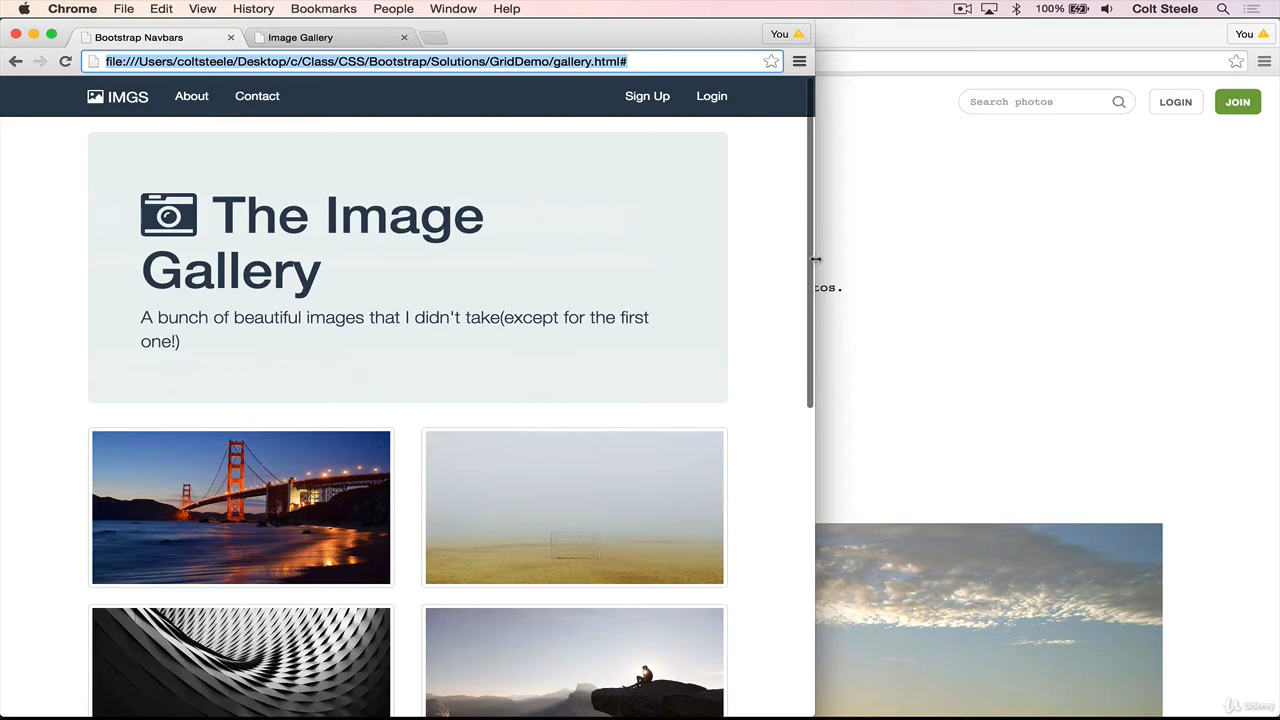 Chrome File Edit View History Bookmarks People Window Help 100% Colt Steele
Bootstrap Navbars Image Gallery You You
file:///Users/coltsteele/Desktop/c/Class/CSS/Bootstrap/Solutions/GridDemo/gallery.html#
IMGS About Contact Sign Up Login
Search photos LOGIN JOIN
The Image
Gallery
A bunch of beautiful images that I didn't take(except for the first
one!)
tos.
Udemy